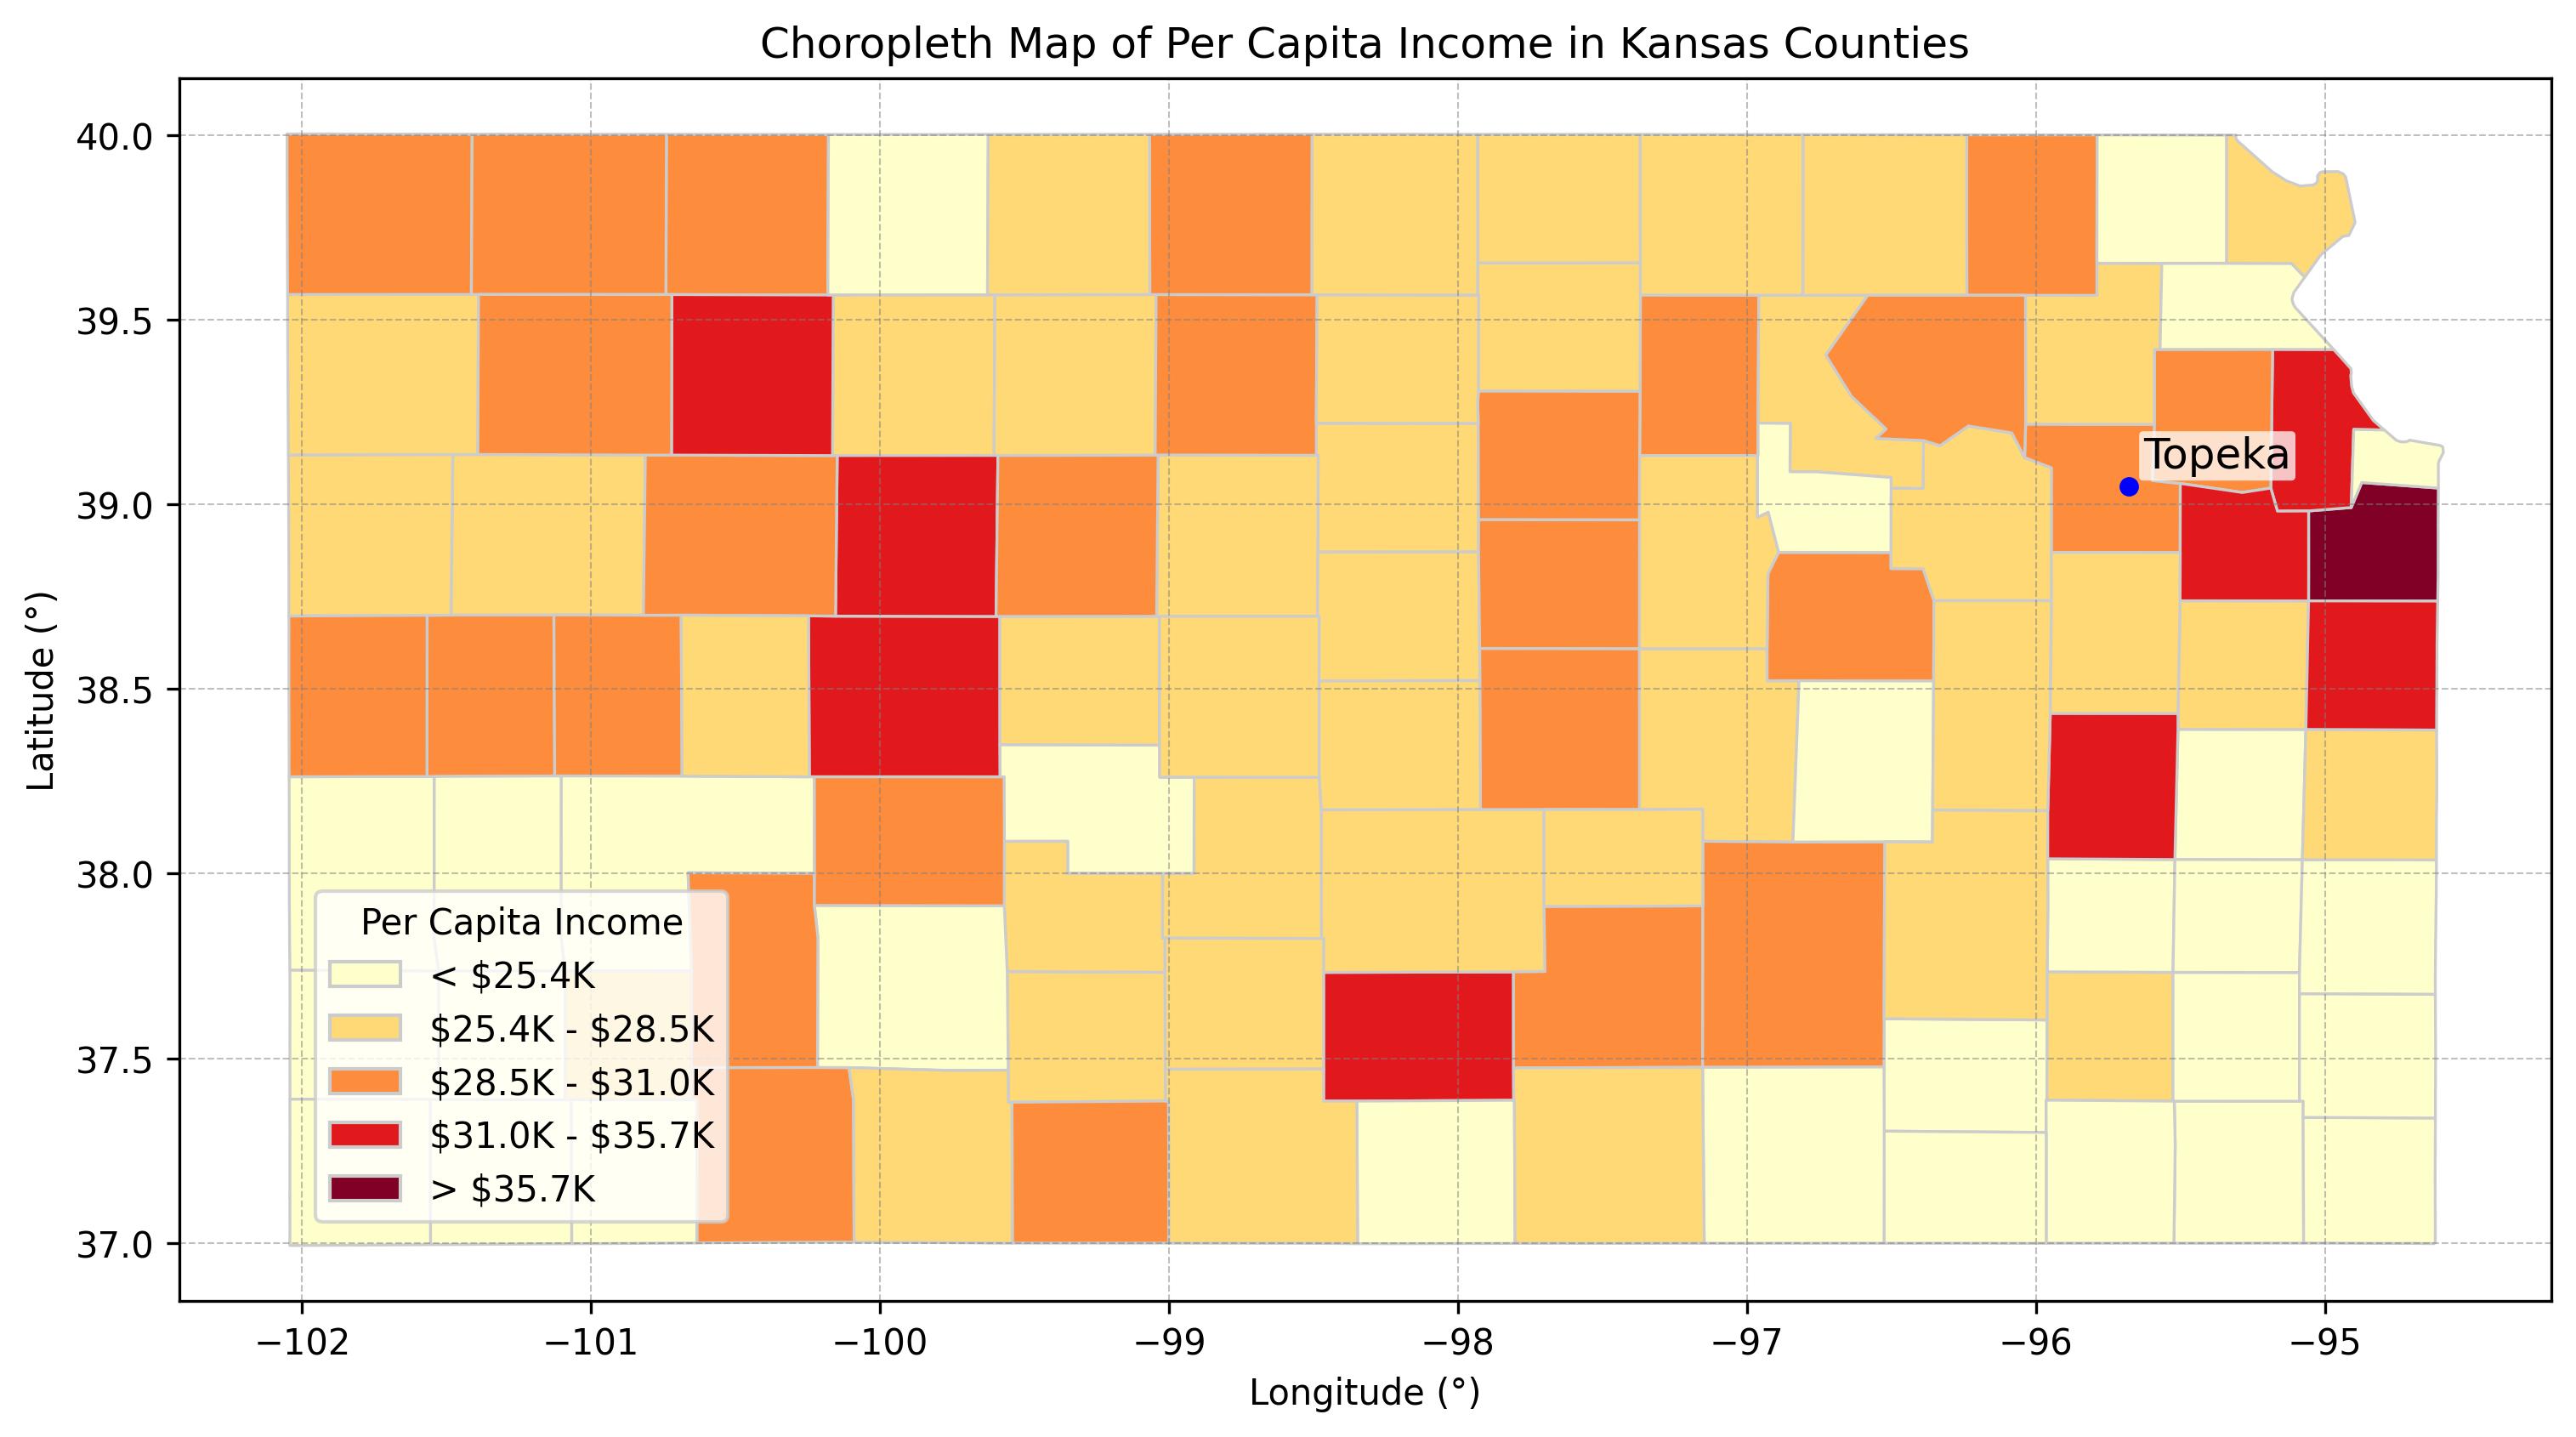 Choropleth Map of Per Capita Income in Kansas Counties
Latitude (°)
40.0
39.5
39.0
38.5
38.0
37.5
37.0
Topeka
Per Capita Income
< $25.4K
$25.4K - $28.5K
$28.5K - $31.0K
$31.0K - $35.7K
> $35.7K
−102 −101 −100 −99 −98 −97 −96 −95
Longitude (°)